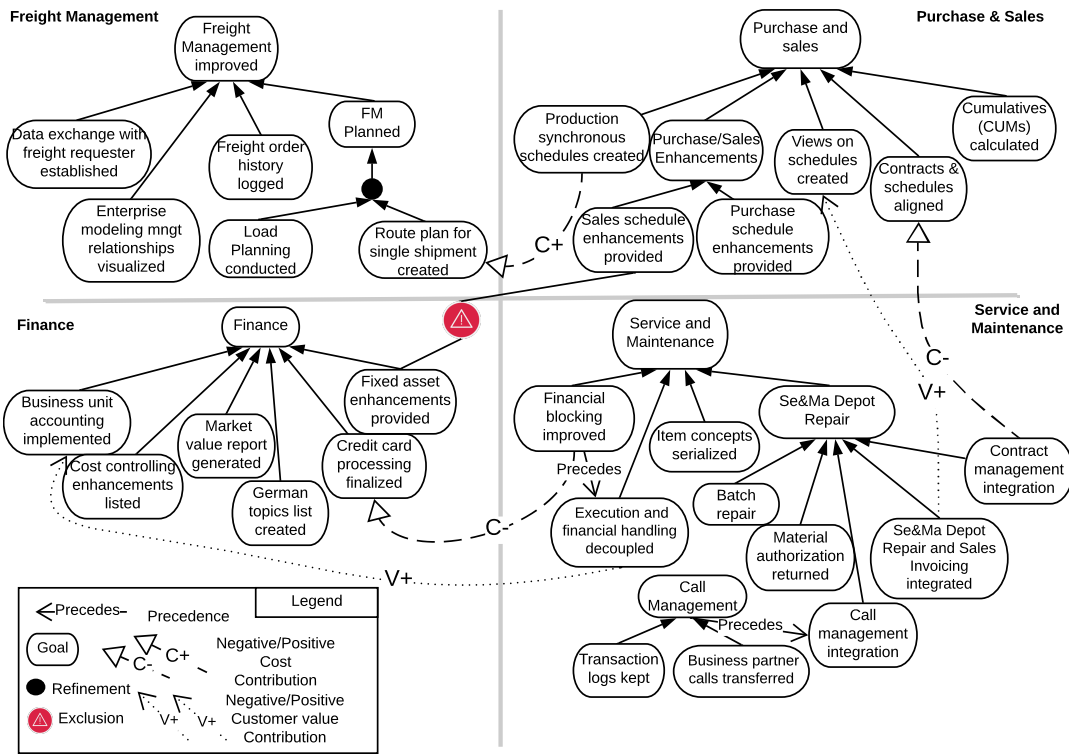 Freight Management
Freight
Management
improved
Data exchange with
freight requester
established
Enterprise
modeling mngt
relationships
visualized
Freight order
history
logged
FM
Planned
Load
Planning
conducted
Route plan for
single shipment
created
C+
Purchase & Sales
Purchase and
sales
Production
synchronous
schedules created
Purchase/Sales
Enhancements
Views on
schedules
created
Contracts &
schedules
aligned
Cumulatives
(CUMs)
calculated
Sales schedule
enhancements
provided
Purchase
schedule
enhancements
provided
Finance
Finance
Business unit
accounting
implemented
Cost controlling
enhancements
listed
Market
value report
generated
German
topics list
created
Credit card
processing
finalized
Fixed asset
enhancements
provided
C-
V+
Service and
Maintenance
Service and
Maintenance
Financial
blocking
improved
Precedes
Execution and
financial handling
decoupled
Item concepts
serialized
Se&Ma Depot
Repair
C-
V+
Contract
management
integration
Batch
repair
Material
authorization
returned
Se&Ma Depot
Repair and Sales
Invoicing
integrated
Call
Management
Precedes
Call
management
integration
Transaction
logs kept
Business partner
calls transferred
Legend
Precedes
Precedence
Goal
C-
C+
Negative/Positive
Cost
Contribution
Refinement
Exclusion
V+
V+
Negative/Positive
Customer value
Contribution